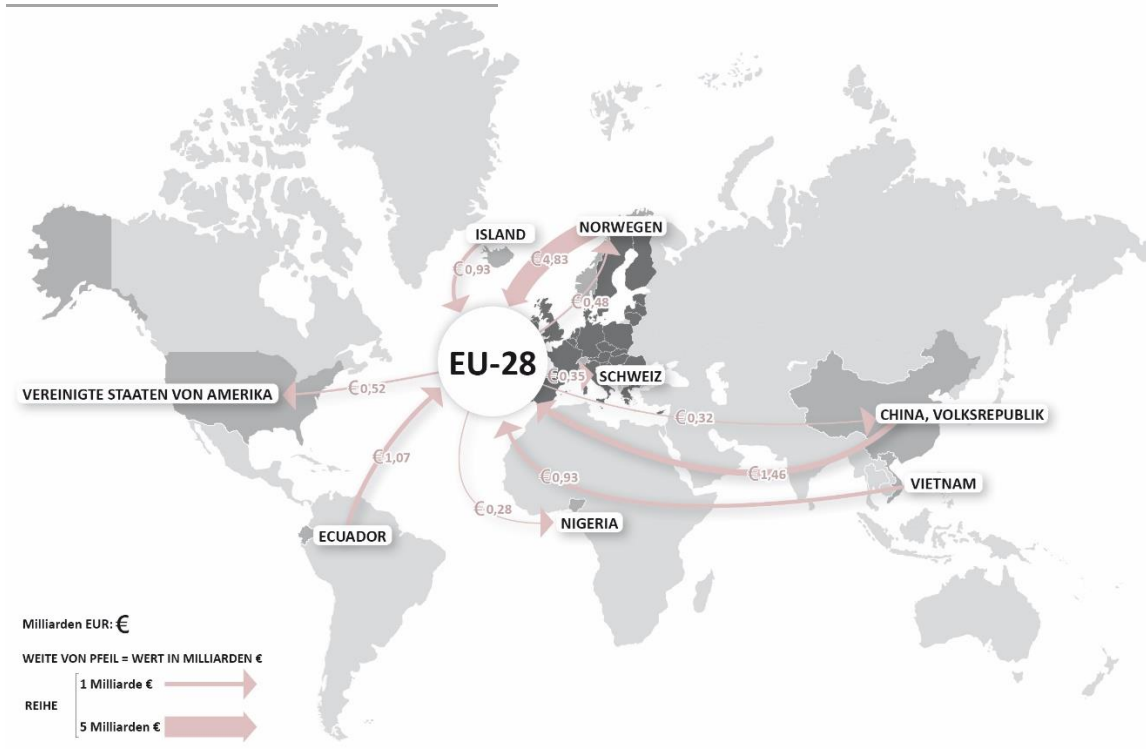 ISLAND
NORWEGEN
€0,93
€4,83
€0,48
EU-28
€0,35
SCHWEIZ
VEREINIGTE STAATEN VON AMERIKA
€0,52
€0,32
CHINA, VOLKSREPUBLIK
€1,07
€0,93
€1,46
VIETNAM
€0,28
NIGERIA
ECUADOR
Milliarden EUR: €
WEITE VON PFEIL = WERT IN MILLIARDEN €
REIHE
1 Milliarde €
5 Milliarden €